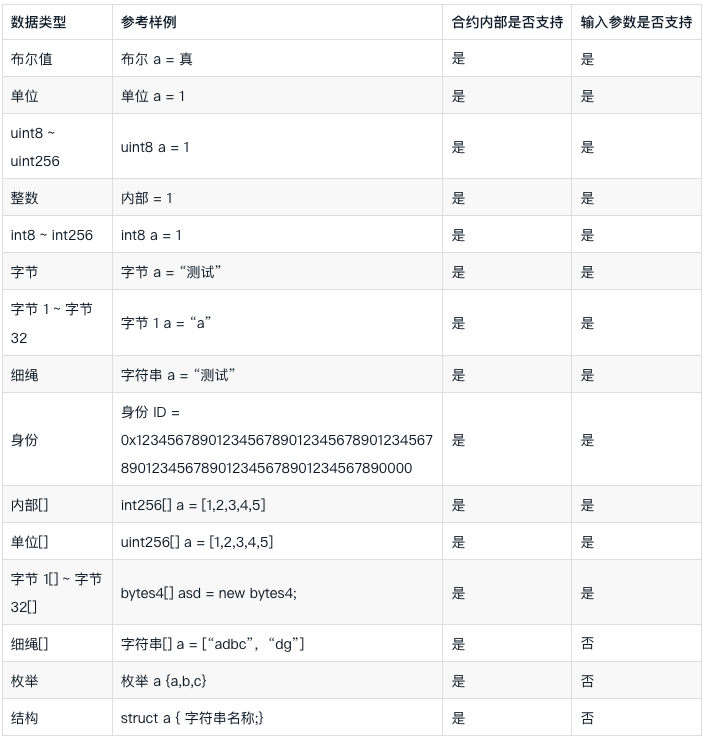 数据类型 参考样例 合约内部是否支持 输入参数是否支持
布尔值 布尔 a = 真 是 是
单位 单位 a = 1 是 是
uint8 ~
uint256 uint8 a = 1 是 是
整数 内部 = 1 是 是
int8 ~ int256 int8 a = 1 是 是
字节 字节 a = “测试” 是 是
字节 1 ~ 字节
32 字节 1 a = “a” 是 是
细绳 字符串 a = “测试” 是 是
身份 身份 ID =
0x1234567890123456789012345678901234567
89012345678901234567890123456​7890000 是 是
内部[] int256[] a = [1,2,3,4,5] 是 是
单位[] uint256[] a = [1,2,3,4,5] 是 是
字节 1[] ~ 字节
32[] bytes4[] asd = new bytes4; 是 是
细绳[] 字符串[] a = [“adbc”，“dg”] 是 否
枚举 枚举 a {a,b,c} 是 否
结构 struct a { 字符串名称;} 是 否